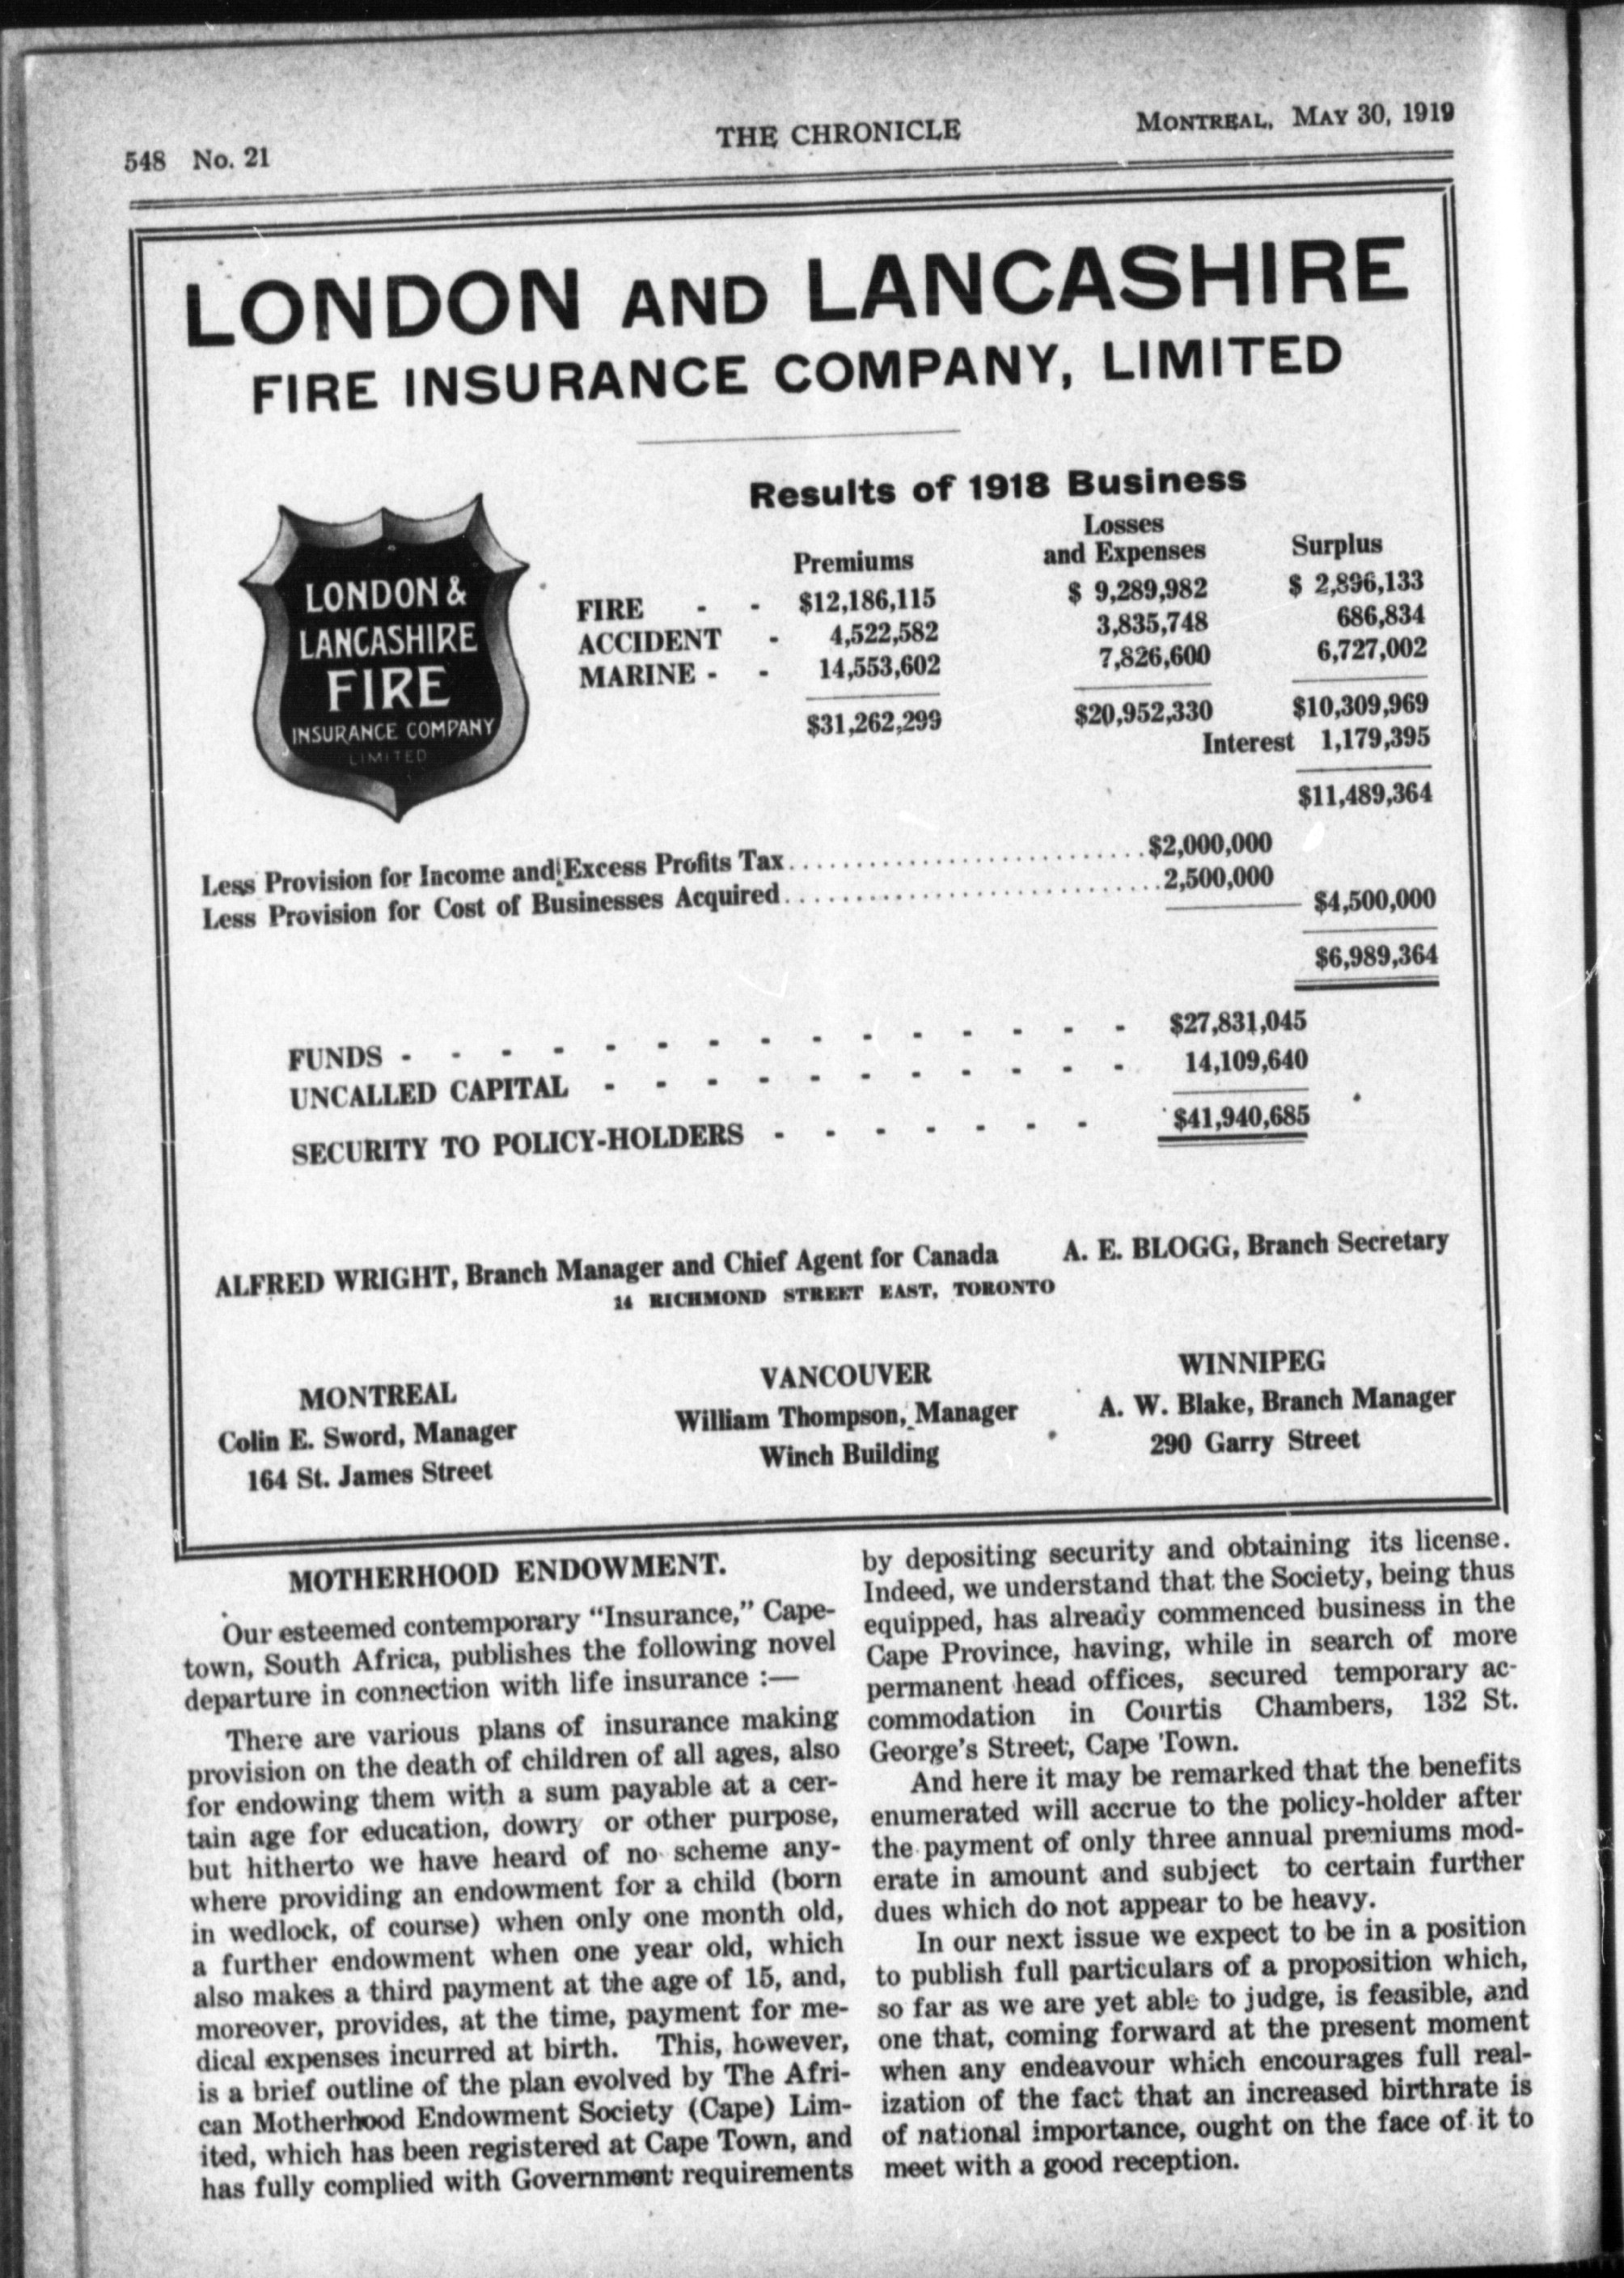 548 No. 21
THE CHRONICLE
MONTREAL, MAY 30, 1919
LONDON AND LANCASHIRE
FIRE INSURANCE COMPANY, LIMITED
LONDON &
LANCASHIRE
FIRE
INSURANCE COMPANY
LIMITED
Results of 1918 Business
Losses
Premiums and Expenses Surplus
FIRE - - $12,186,115 $ 9,289,982 $ 2,896,133
ACCIDENT - 4,522,582 3,835,748 686,834
MARINE - - 14,553,602 7,826,600 6,727,002
$31,262,299 $20,952,330 $10,309,969
Interest 1,179,395
$11,489,364
Less Provision for Income and Excess Profits Tax............................$2,000,000
Less Provision for Cost of Businesses Acquired..............................2,500,000
$4,500,000
$6,989,364
FUNDS - - - - - - - - - - - - - - - $27,831,045
UNCALLED CAPITAL - - - - - - - - - - - 14,109,640
SECURITY TO POLICY-HOLDERS - - - - - - - $41,940,685
ALFRED WRIGHT, Branch Manager and Chief Agent for Canada A. E. BLOGG, Branch Secretary
14 RICHMOND STREET EAST, TORONTO
MONTREAL
Colin E. Sword, Manager
164 St. James Street
VANCOUVER
William Thompson, Manager
Winch Building
WINNIPEG
A. W. Blake, Branch Manager
290 Garry Street
MOTHERHOOD ENDOWMENT.
Our esteemed contemporary “Insurance,” Cape-
town, South Africa, publishes the following novel
departure in connection with life insurance :—
There are various plans of insurance making
provision on the death of children of all ages, also
for endowing them with a sum payable at a cer-
tain age for education, dowry or other purpose,
but hitherto we have heard of no scheme any-
where providing an endowment for a child (born
in wedlock, of course) when only one month old,
a further endowment when one year old, which
also makes a third payment at the age of 15, and,
moreover, provides, at the time, payment for me-
dical expenses incurred at birth. This, however,
is a brief outline of the plan evolved by The Afri-
can Motherhood Endowment Society (Cape) Lim-
ited, which has been registered at Cape Town, and
has fully complied with Government requirements
by depositing security and obtaining its license.
Indeed, we understand that the Society, being thus
equipped, has already commenced business in the
Cape Province, having, while in search of more
permanent head offices, secured temporary ac-
commodation in Courtis Chambers, 132 St.
George's Street, Cape Town.
And here it may be remarked that the benefits
enumerated will accrue to the policy-holder after
the payment of only three annual premiums mod-
erate in amount and subject to certain further
dues which do not appear to be heavy.
In our next issue we expect to be in a position
to publish full particulars of a proposition which,
so far as we are yet able to judge, is feasible, and
one that, coming forward at the present moment
when any endeavour which encourages full real-
ization of the fact that an increased birthrate is
of national importance, ought on the face of it to
meet with a good reception.